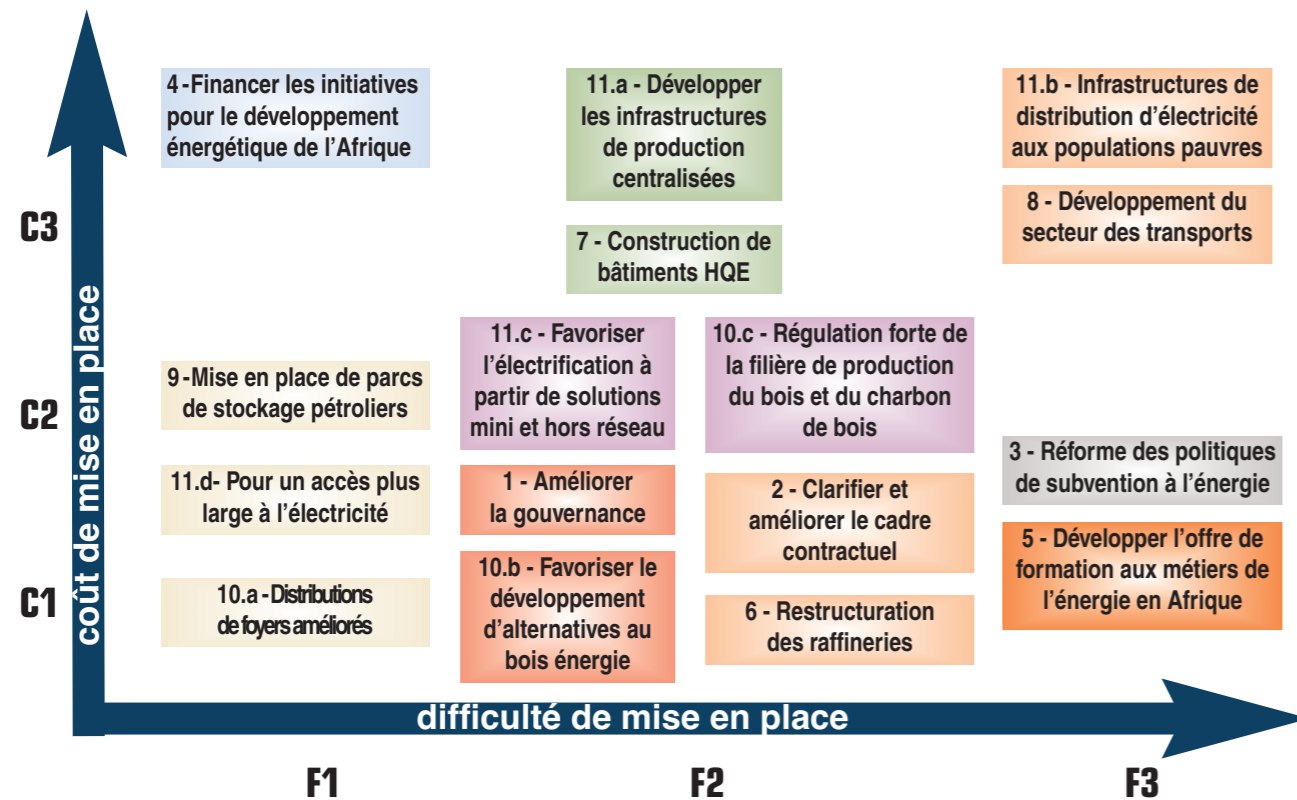 4 -Financer les initiatives
pour le développement
énergétique de l'Afrique
11.a - Développer
les infrastructures
de production
centralisées
11.b - Infrastructures de
distribution d'électricité
aux populations pauvres
8 - Développement du
secteur des transports
C3
7 - Construction de
bâtiments HQE
11.c - Favoriser
l'électrification à
partir de solutions
mini et hors réseau
10.c - Régulation forte de
la filière de production
du bois et du charbon
de bois
9 -Mise en place de parcs
de stockage pétroliers
C2
3 - Réforme des politiques
de subvention à l'énergie
11.d- Pour un accès plus
large à l'électricité
1 - Améliorer
la gouvernance
2 - Clarifier et
améliorer le cadre
contractuel
5 - Développer l'offre de
formation aux métiers de
l'énergie en Afrique
C1
10.a - Distributions
de foyers améliorés
10.b - Favoriser le
développement
d'alternatives au
bois énergie
6 - Restructuration
des raffineries
coût de mise en place
difficulté de mise en place
F1
F2
F3